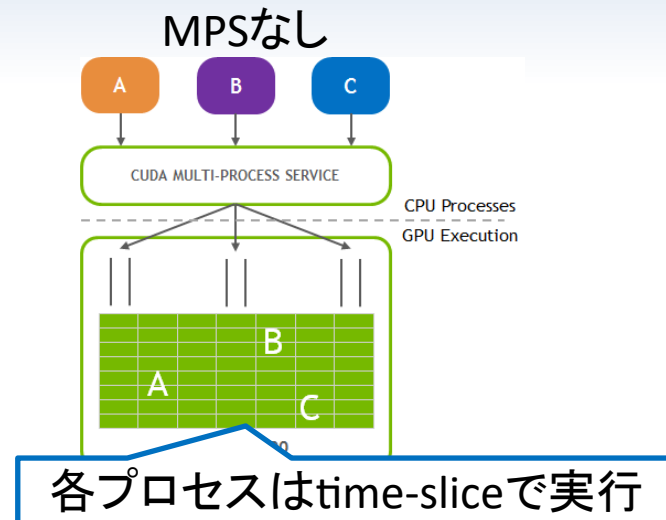 MPSなし
A
B
C
CUDA MULTI-PROCESS SERVICE
CPU Processes
GPU Execution
B
A
C
各プロセスはtime-sliceで実行